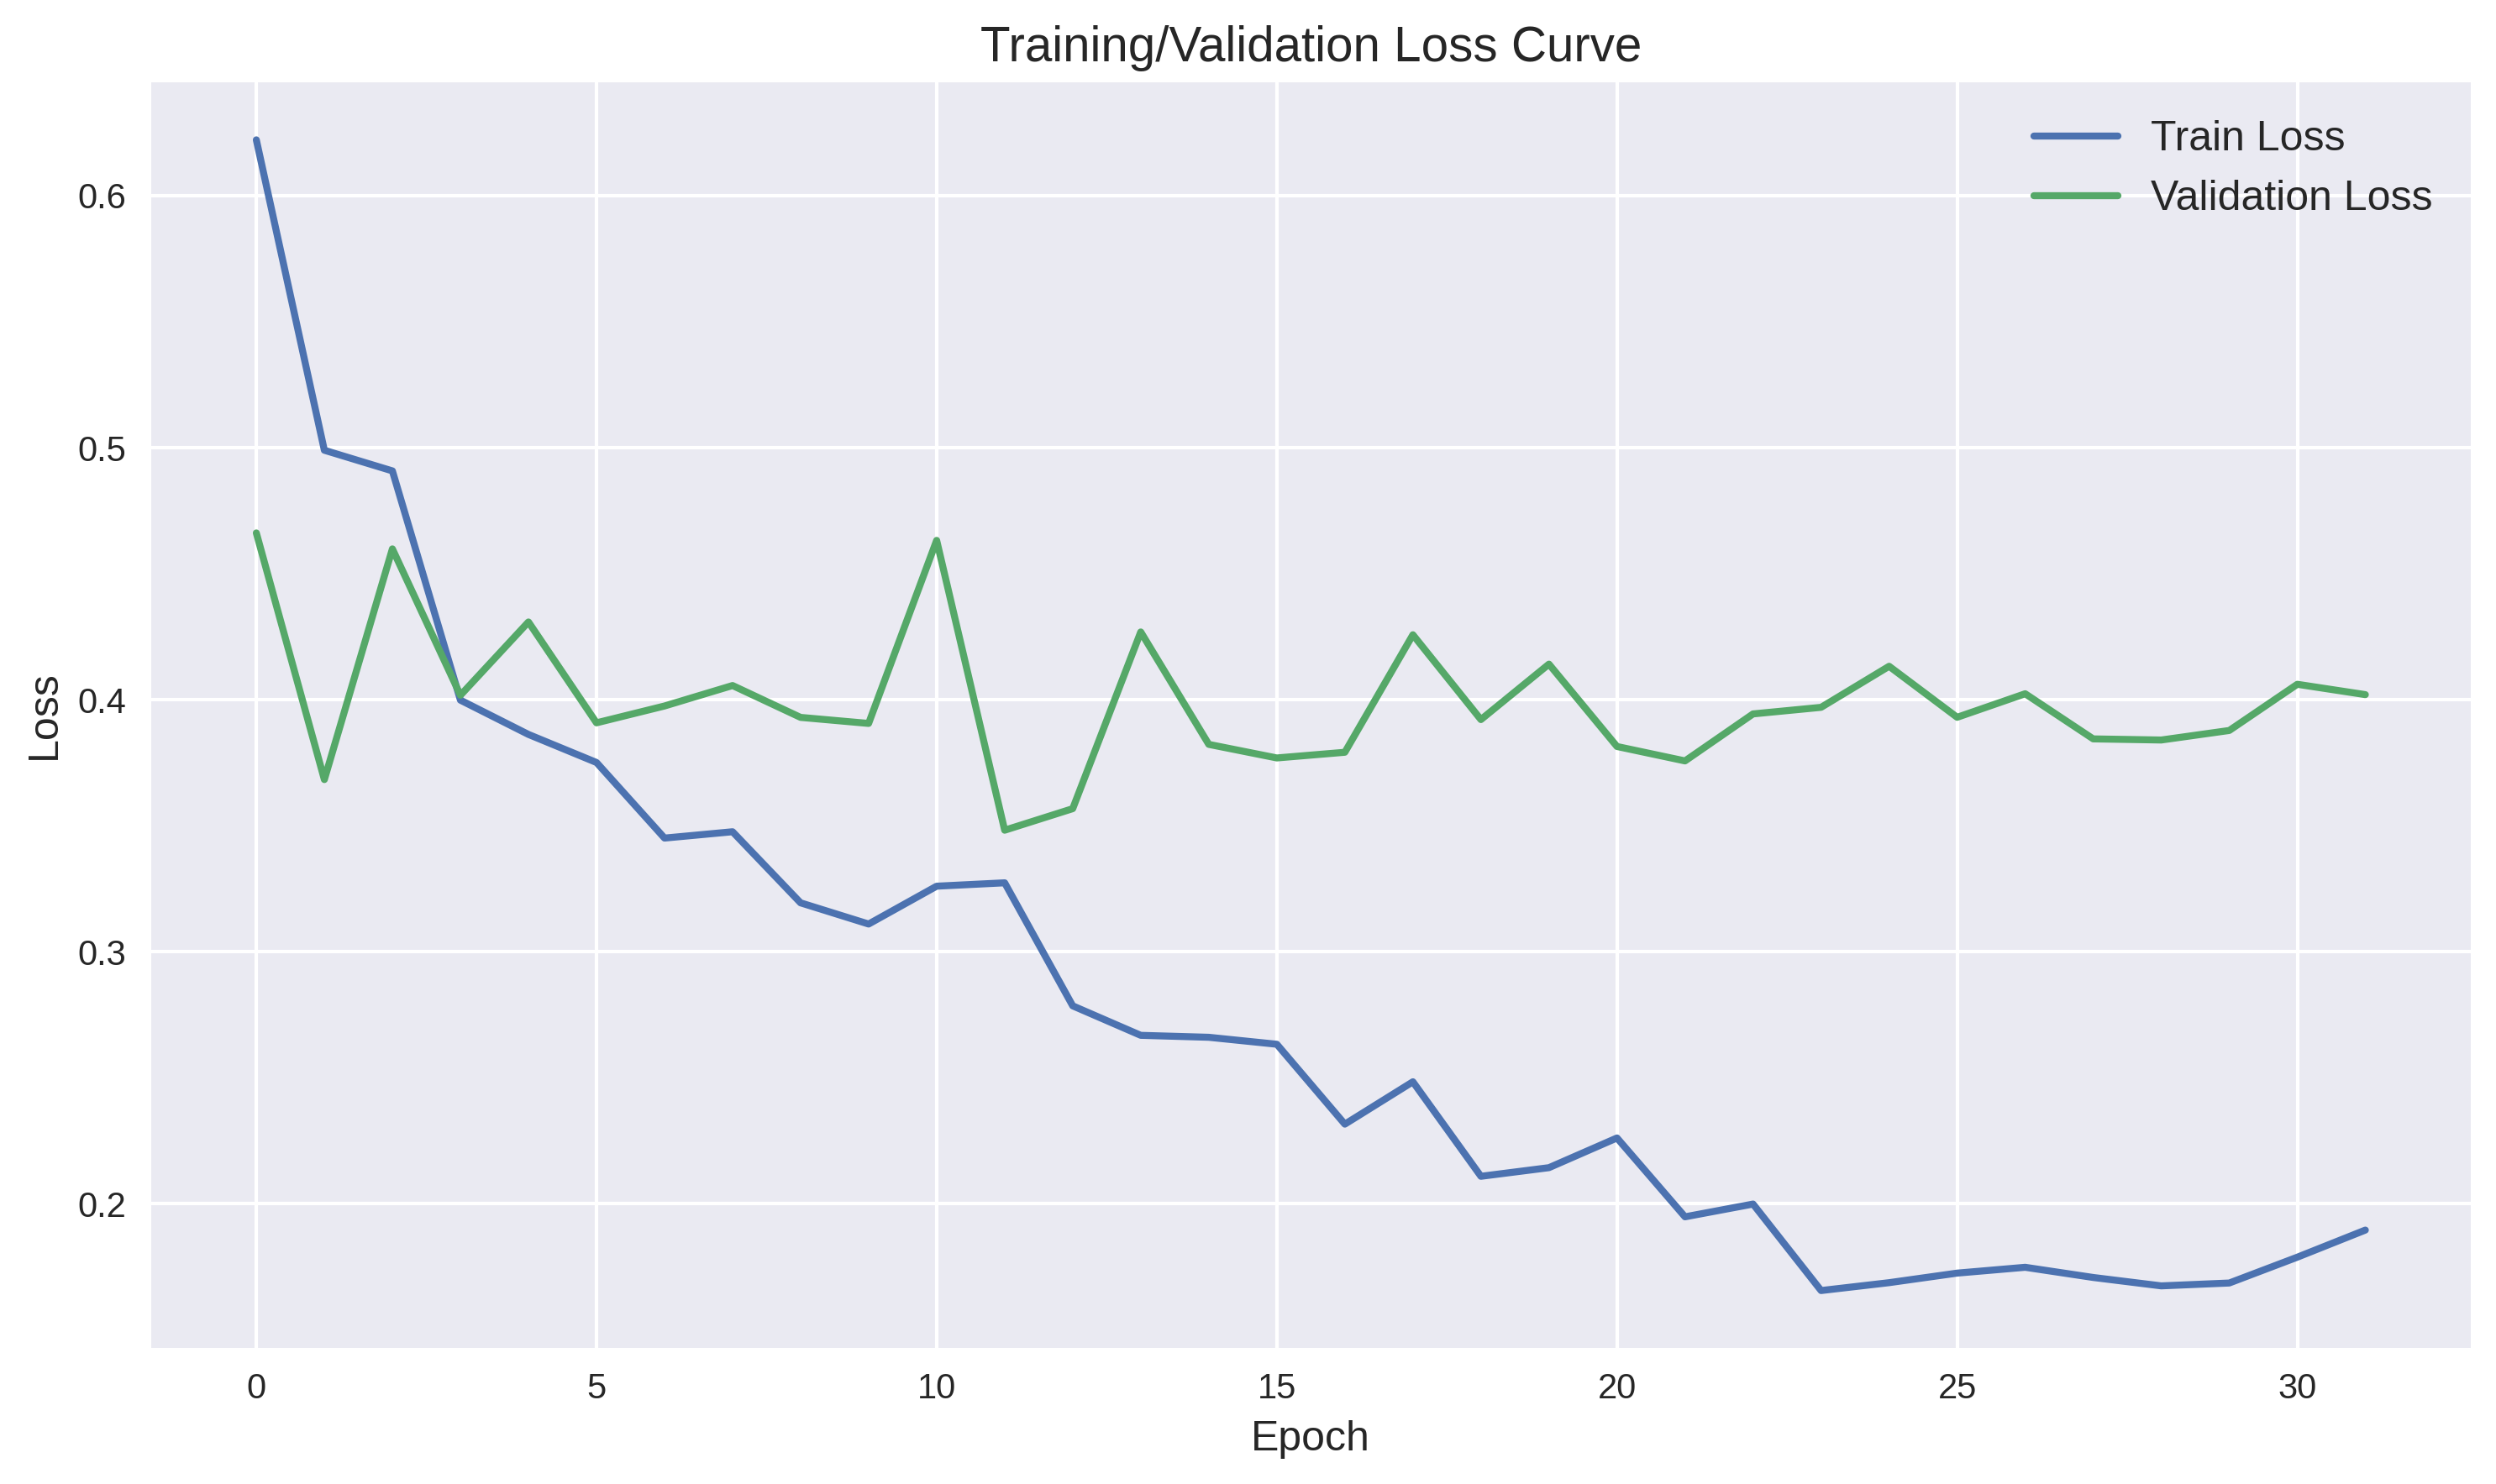 Training/Validation Loss Curve
Train Loss
Validation Loss
0.6
0.5
0.4
0.3
0.2
Loss
0 5 10 15 20 25 30
Epoch